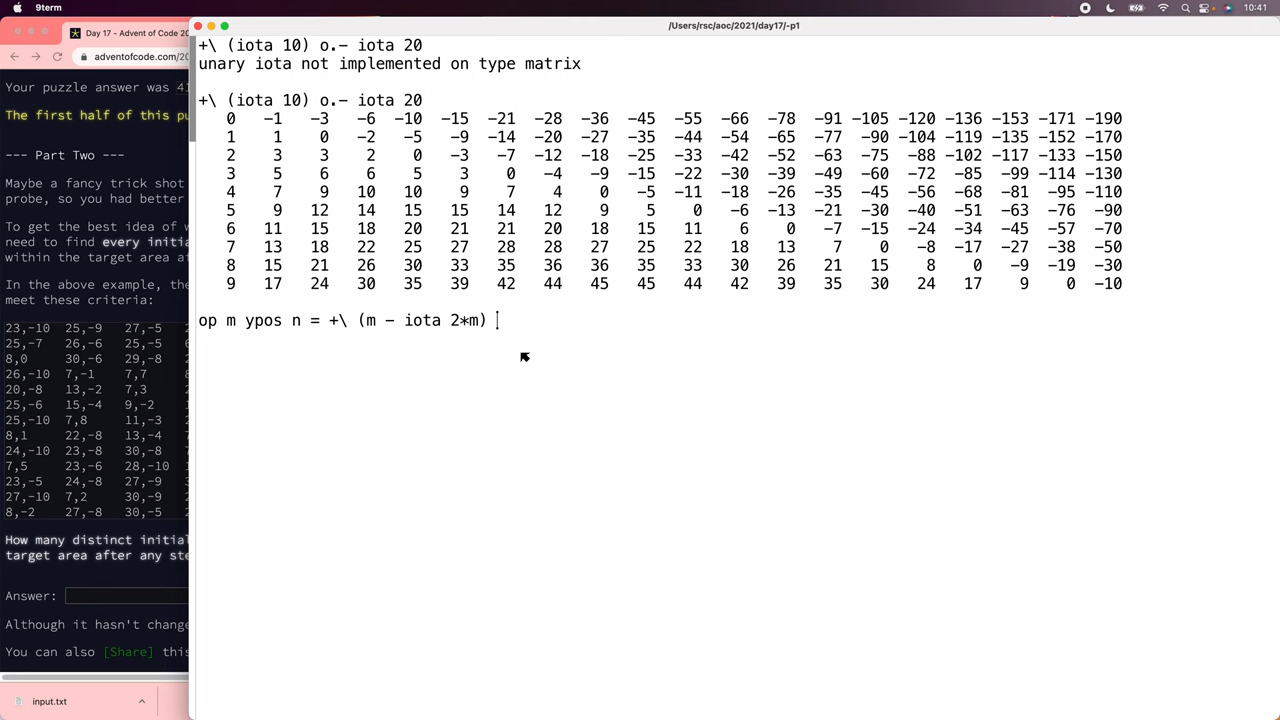 9term
10:41
/Users/rsc/aoc/2021/day17/-p1
Day 17 - Advent of Code 20
adventofcode.com/20
Your puzzle answer was 41
The first half of this pu
--- Part Two ---
Maybe a fancy trick shot
probe, so you had better
To get the best idea of w
need to find every initia
within the target area af
In the above example, the
meet these criteria:
23,-10 25,-9 27,-5
25,-7 26,-6 25,-5
8,0 30,-6 29,-8
26,-10 7,-1 7,7
20,-8 13,-2 7,3
25,-6 15,-4 9,-2
25,-10 7,8 11,-3
8,1 22,-8 13,-4
24,-10 23,-8 30,-8
7,5 23,-6 28,-10
23,-5 24,-8 27,-9
27,-10 7,2 30,-9
8,-2 27,-8 30,-5
How many distinct initial
target area after any ste
Answer:
Although it hasn't change
You can also [Share] this
input.txt
+\ (iota 10) o.- iota 20
unary iota not implemented on type matrix
+\ (iota 10) o.- iota 20
0 -1 -3 -6 -10 -15 -21 -28 -36 -45 -55 -66 -78 -91 -105 -120 -136 -153 -171 -190
1 1 0 -2 -5 -9 -14 -20 -27 -35 -44 -54 -65 -77 -90 -104 -119 -135 -152 -170
2 3 3 2 0 -3 -7 -12 -18 -25 -33 -42 -52 -63 -75 -88 -102 -117 -133 -150
3 5 6 6 5 3 0 -4 -9 -15 -22 -30 -39 -49 -60 -72 -85 -99 -114 -130
4 7 9 10 10 9 7 4 0 -5 -11 -18 -26 -35 -45 -56 -68 -81 -95 -110
5 9 12 14 15 15 14 12 9 5 0 -6 -13 -21 -30 -40 -51 -63 -76 -90
6 11 15 18 20 21 21 20 18 15 11 6 0 -7 -15 -24 -34 -45 -57 -70
7 13 18 22 25 27 28 28 27 25 22 18 13 7 0 -8 -17 -27 -38 -50
8 15 21 26 30 33 35 36 36 35 33 30 26 21 15 8 0 -9 -19 -30
9 17 24 30 35 39 42 44 45 45 44 42 39 35 30 24 17 9 0 -10
op m ypos n = +\ (m - iota 2*m)